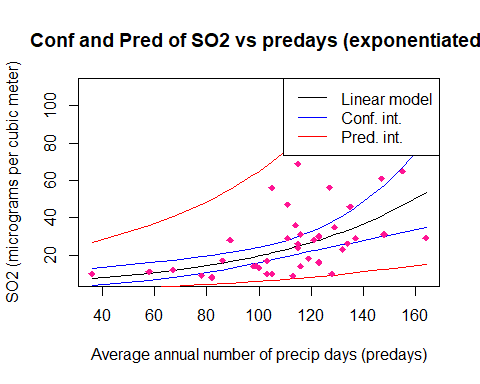 Conf and Pred of SO2 vs predays (exponentiated
SO2 (micrograms per cubic meter)
100
80
60
40
20
Linear model
Conf. int.
Pred. int.
40 60 80 100 120 140 160
Average annual number of precip days (predays)